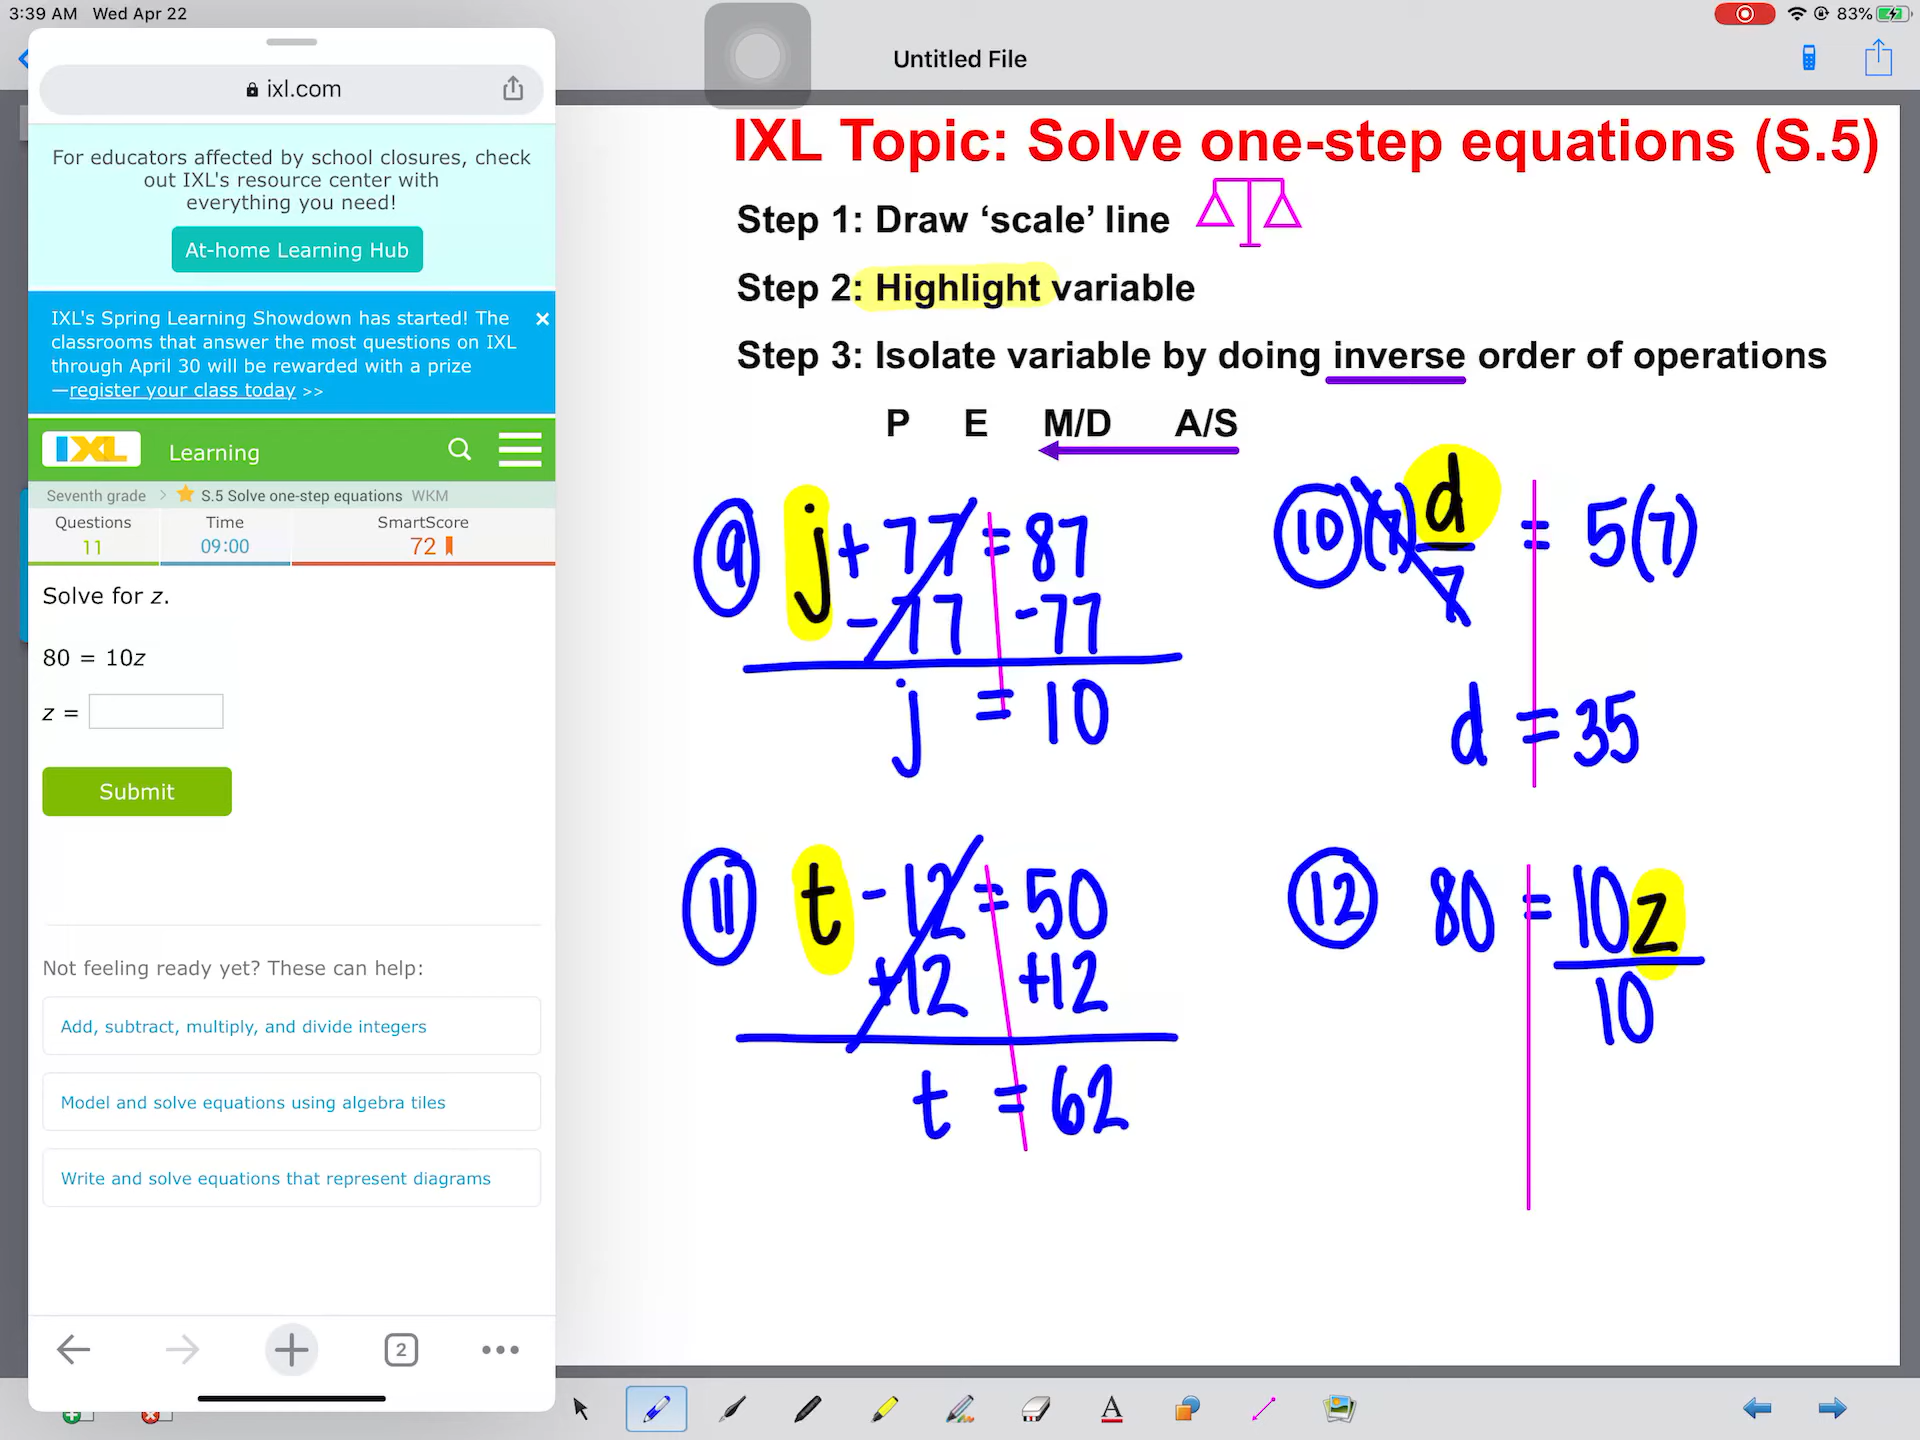 3:39 AM Wed Apr 22
83%
Untitled File
ixl.com
For educators affected by school closures, check
out IXL's resource center with
everything you need!
At-home Learning Hub
IXL's Spring Learning Showdown has started! The
classrooms that answer the most questions on IXL
through April 30 will be rewarded with a prize
—register your class today >>
IXL Learning
Seventh grade > S.5 Solve one-step equations WKM
Questions Time SmartScore
11 09:00 72
Solve for z.
80 = 10z
z =
Submit
Not feeling ready yet? These can help:
Add, subtract, multiply, and divide integers
Model and solve equations using algebra tiles
Write and solve equations that represent diagrams
2
IXL Topic: Solve one-step equations (S.5)
Step 1: Draw ‘scale’ line
Step 2: Highlight variable
Step 3: Isolate variable by doing inverse order of operations
P E M/D A/S
9 j + 77 = 87
-77 -77
j = 10
10 (7) d/7 = 5(7)
d = 35
11 t - 12 = 50
+12 +12
t = 62
12 80 = 10z
10
A